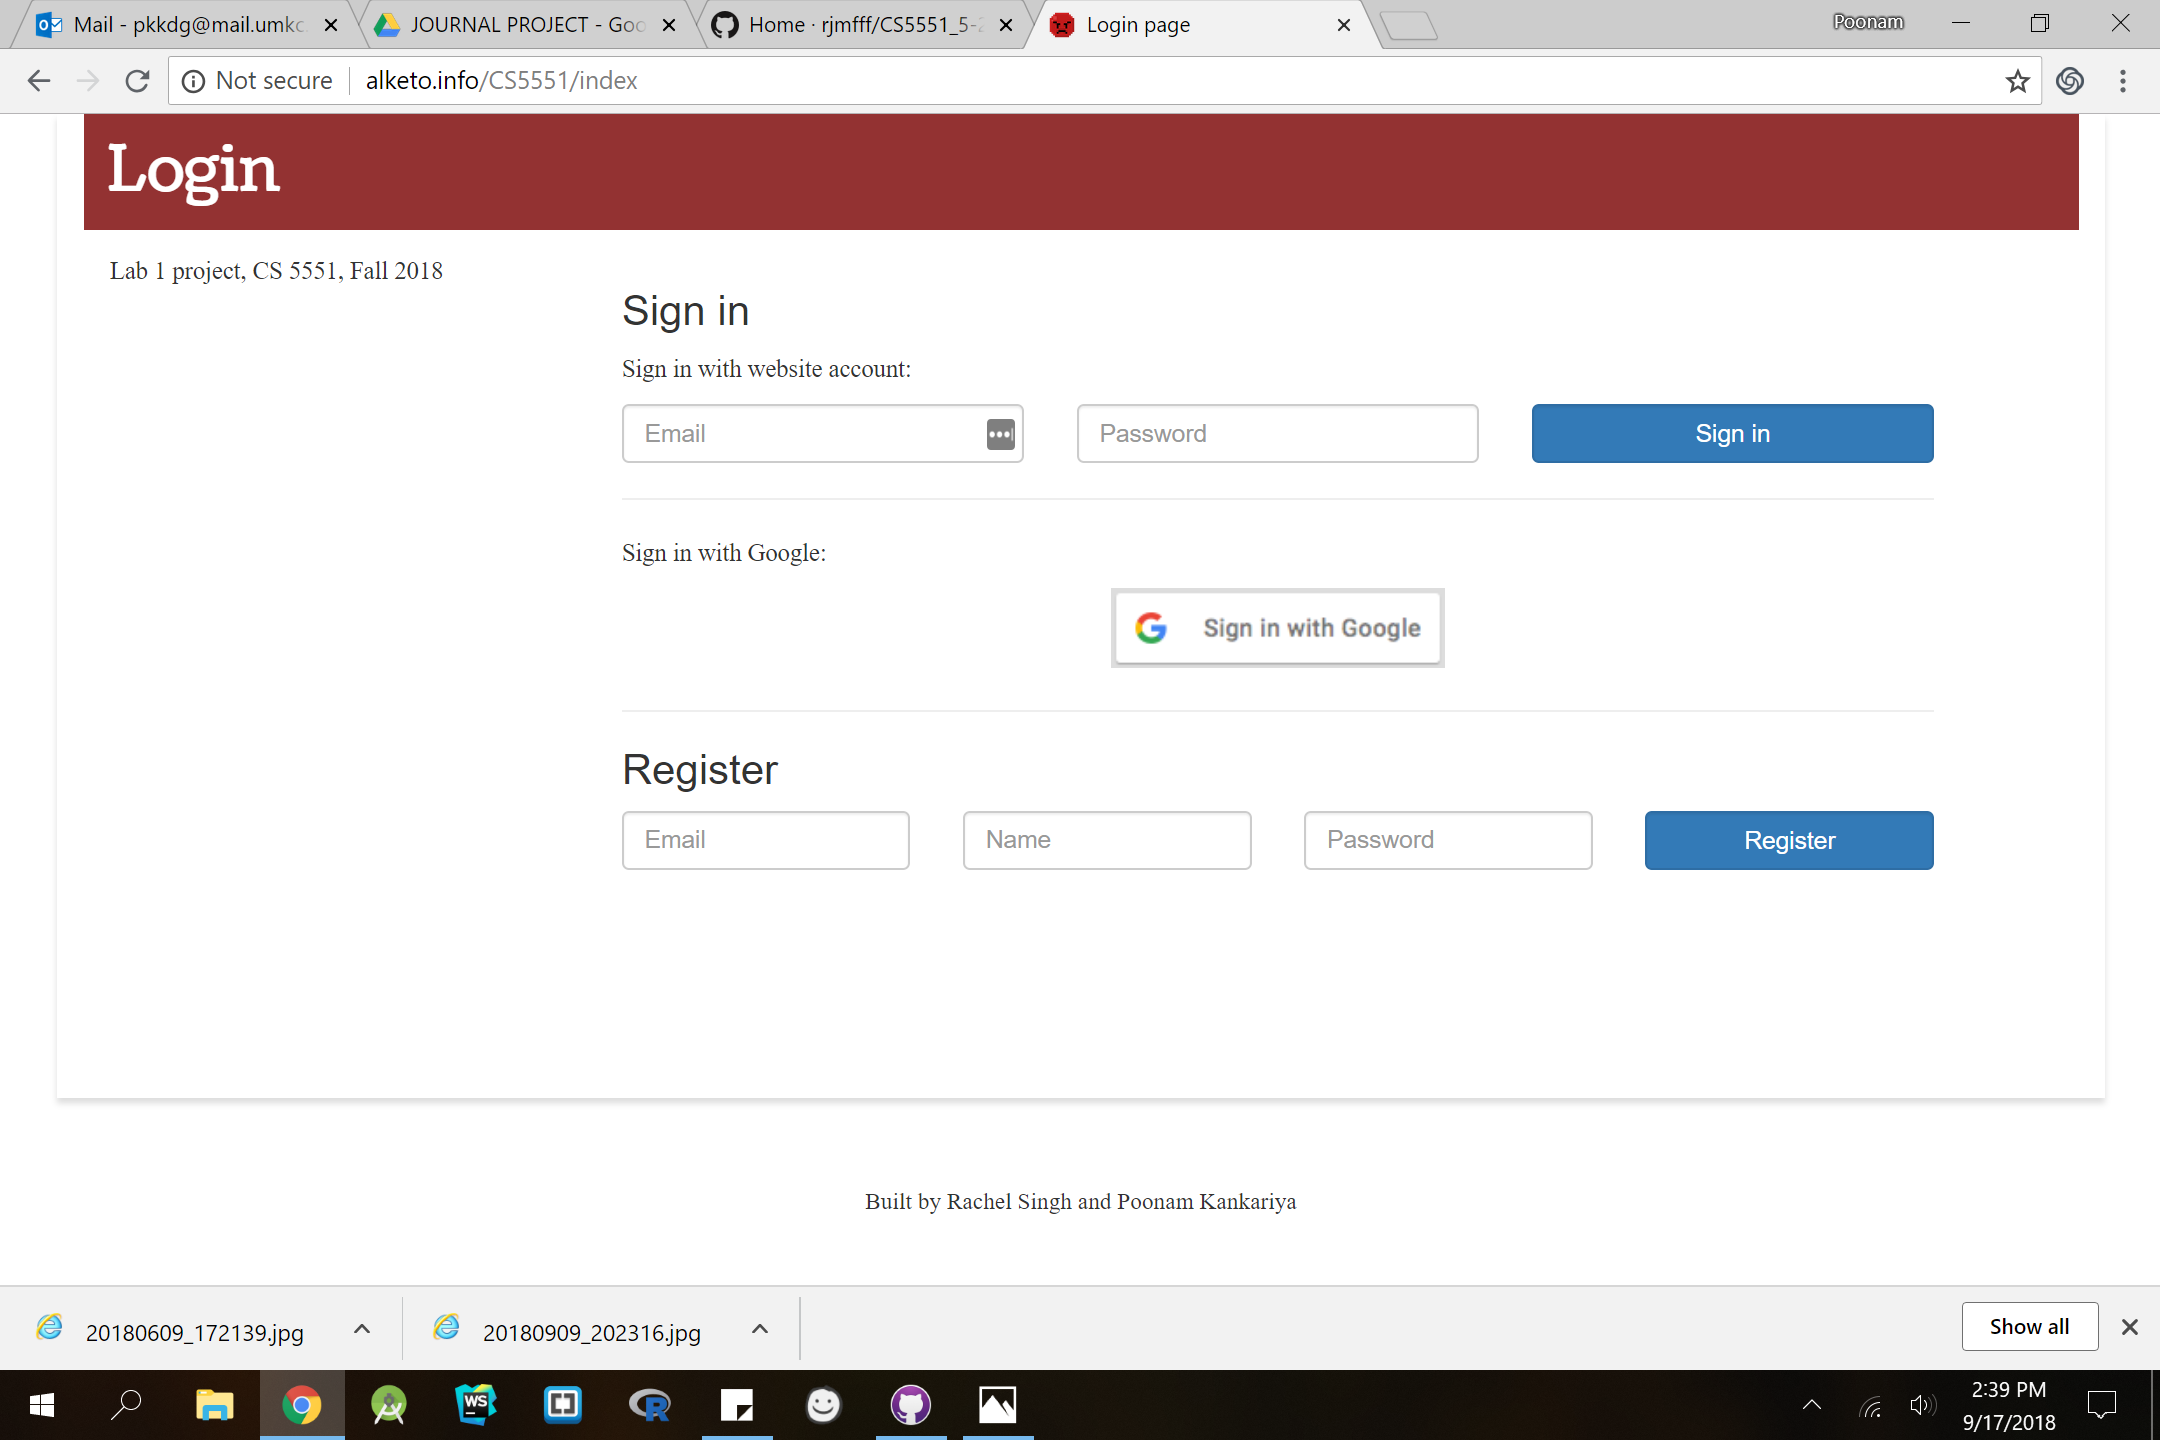 Mail - pkkdg@mail.umkc
JOURNAL PROJECT - Goo
Home · rjmfff/CS5551_5-2
Login page
Poonam
Not secure
alketo.info/CS5551/index
Login
Lab 1 project, CS 5551, Fall 2018
Sign in
Sign in with website account:
Email
Password
Sign in
Sign in with Google:
Sign in with Google
Register
Email
Name
Password
Register
Built by Rachel Singh and Poonam Kankariya
20180609_172139.jpg
20180909_202316.jpg
Show all
WS
R
2:39 PM
9/17/2018